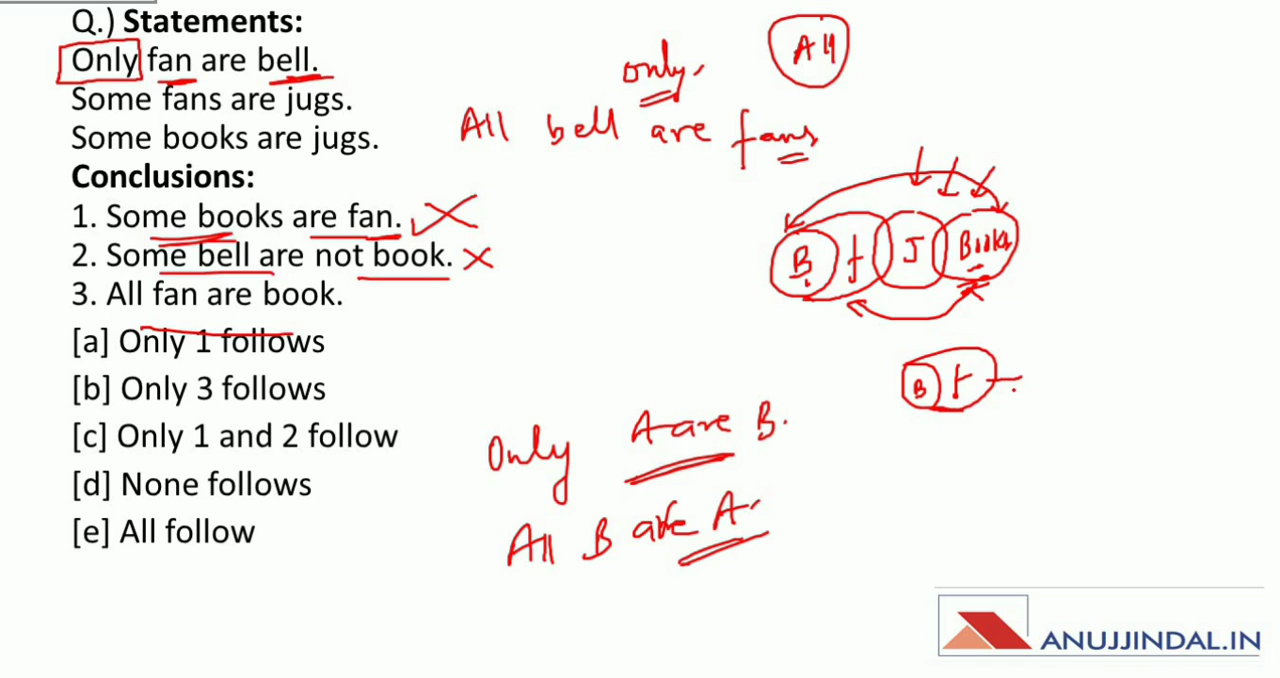 Q.) Statements:
Only fan are bell.
Some fans are jugs.
Some books are jugs.
Conclusions:
1. Some books are fan.
2. Some bell are not book.
3. All fan are book.
[a] Only 1 follows
[b] Only 3 follows
[c] Only 1 and 2 follow
[d] None follows
[e] All follow
only
All
All bell are fans
B f J Books
B f
Only A are B.
All B are A.
ANUJJINDAL.IN